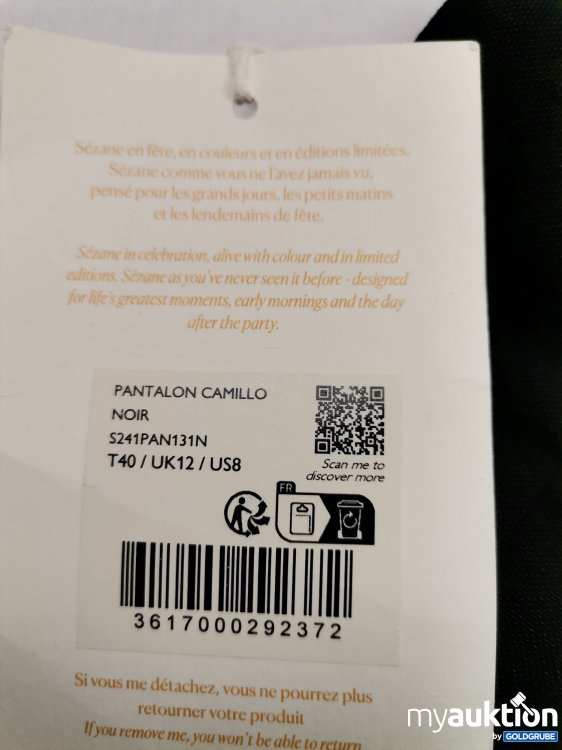 Sézane en fête, en couleurs et en éditions limitées.
Sézane comme vous ne l'avez jamais vu,
pensé pour les grands jours, les petits matins
et les lendemains de fête.
Sézane in celebration, alive with colour and in limited
editions. Sézane as you've never seen it before - designed
for life's greatest moments, early mornings and the day
after the party.
PANTALON CAMILLO
NOIR
S241PAN131N
T40 / UK12 / US8
Scan me to
discover more
FR
3617000292372
Si vous me détachez, vous ne pourrez plus
retourner votre produit
If you remove me, you won't be able to return
myauktion
by GOLDGRUBE